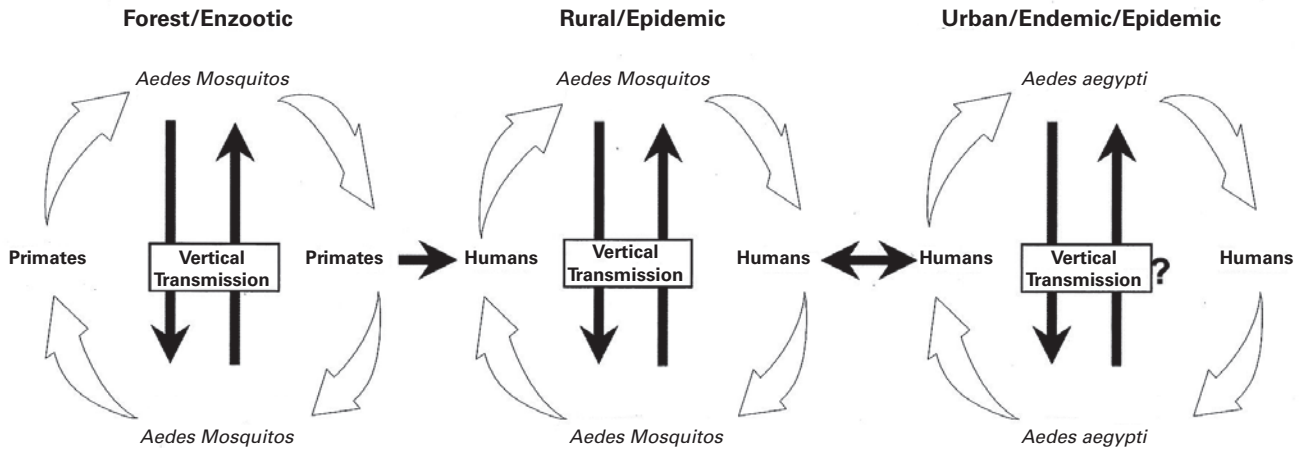 Forest/Enzootic
Rural/Epidemic
Urban/Endemic/Epidemic
Aedes Mosquitos
Aedes Mosquitos
Aedes aegypti
Primates
Vertical
Transmission
Primates
Humans
Vertical
Transmission
Humans
Humans
Vertical
Transmission
?
Humans
Aedes Mosquitos
Aedes Mosquitos
Aedes aegypti